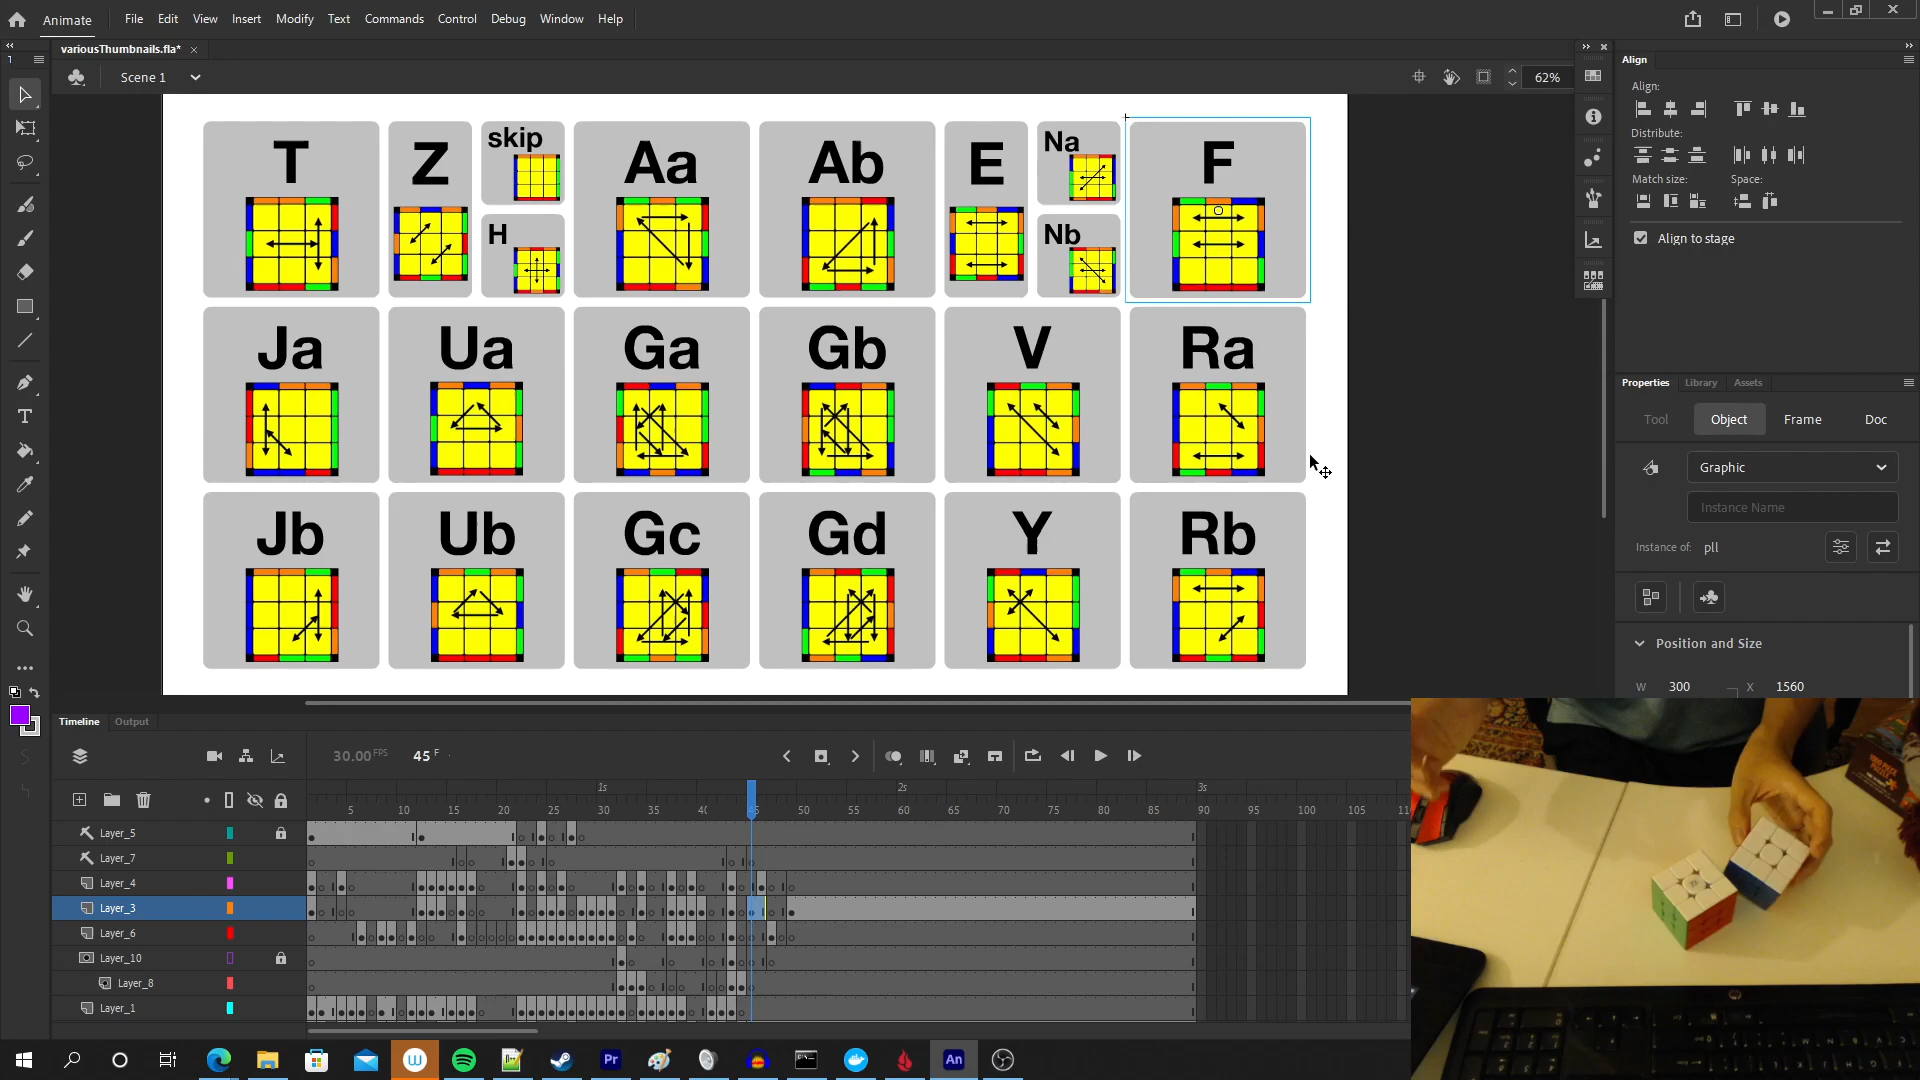 Animate
File Edit View Insert Modify Text Commands Control Debug Window Help
variousThumbnails.fla*
1
Scene 1
62%
Align
Align:
Distribute:
Match size:
Space:
Align to stage
Properties
Library
Assets
Tool
Object
Frame
Doc
Graphic
Instance Name
Instance of:
pll
Position and Size
W
300
X
1560
T
Z
skip
H
Aa
Ab
E
Na
Nb
F
Ja
Ua
Ga
Gb
V
Ra
Jb
Ub
Gc
Gd
Y
Rb
Timeline
Output
30.00 FPS
45 F
1s 2s 3s
5 10 15 20 25 30 35 40 45 50 55 60 65 70 75 80 85 90 95 100 105
Layer_5
Layer_7
Layer_4
Layer_3
Layer_6
Layer_10
Layer_8
Layer_1
Pr
An